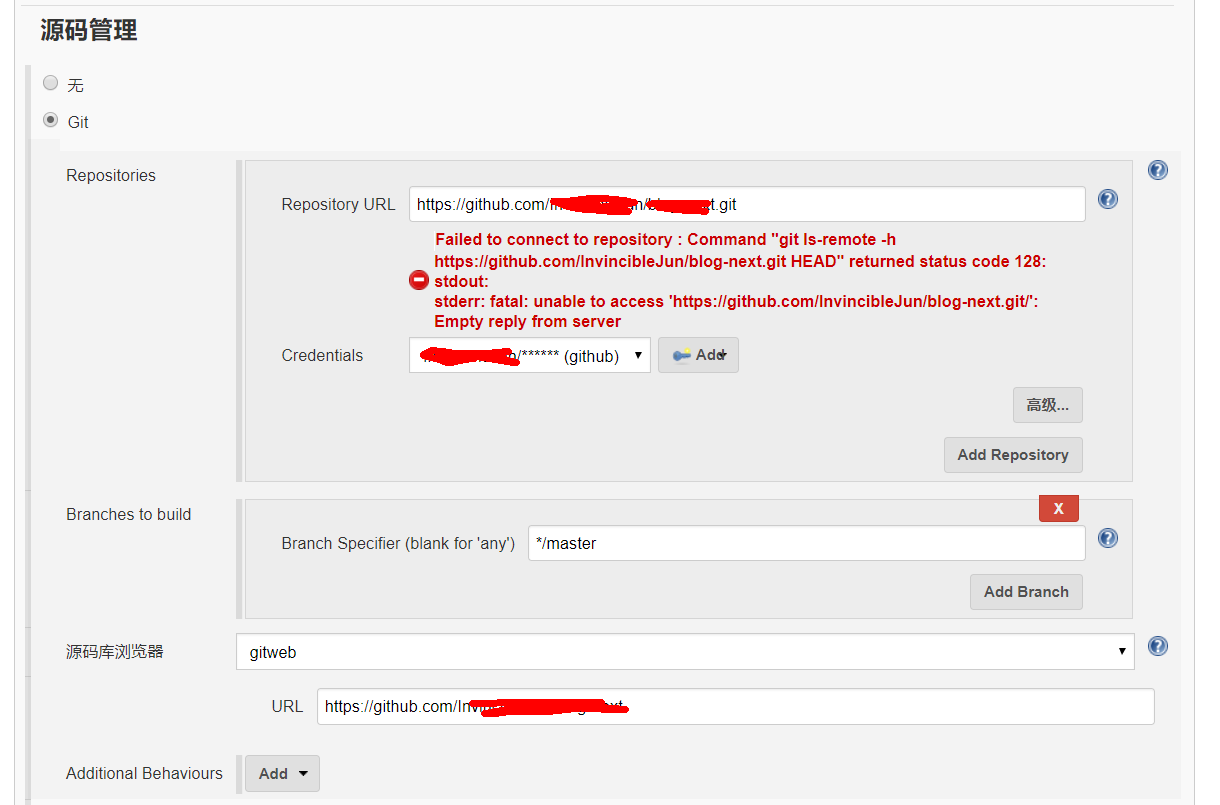 源码管理
无
Git
Repositories
Repository URL
https://github.com/
.git
Failed to connect to repository : Command "git ls-remote -h
https://github.com/InvincibleJun/blog-next.git HEAD" returned status code 128:
stdout:
stderr: fatal: unable to access 'https://github.com/InvincibleJun/blog-next.git/':
Empty reply from server
Credentials
/****** (github)
Add
高级...
Add Repository
Branches to build
X
Branch Specifier (blank for 'any')
*/master
Add Branch
源码库浏览器
gitweb
URL
https://github.com/
Additional Behaviours
Add